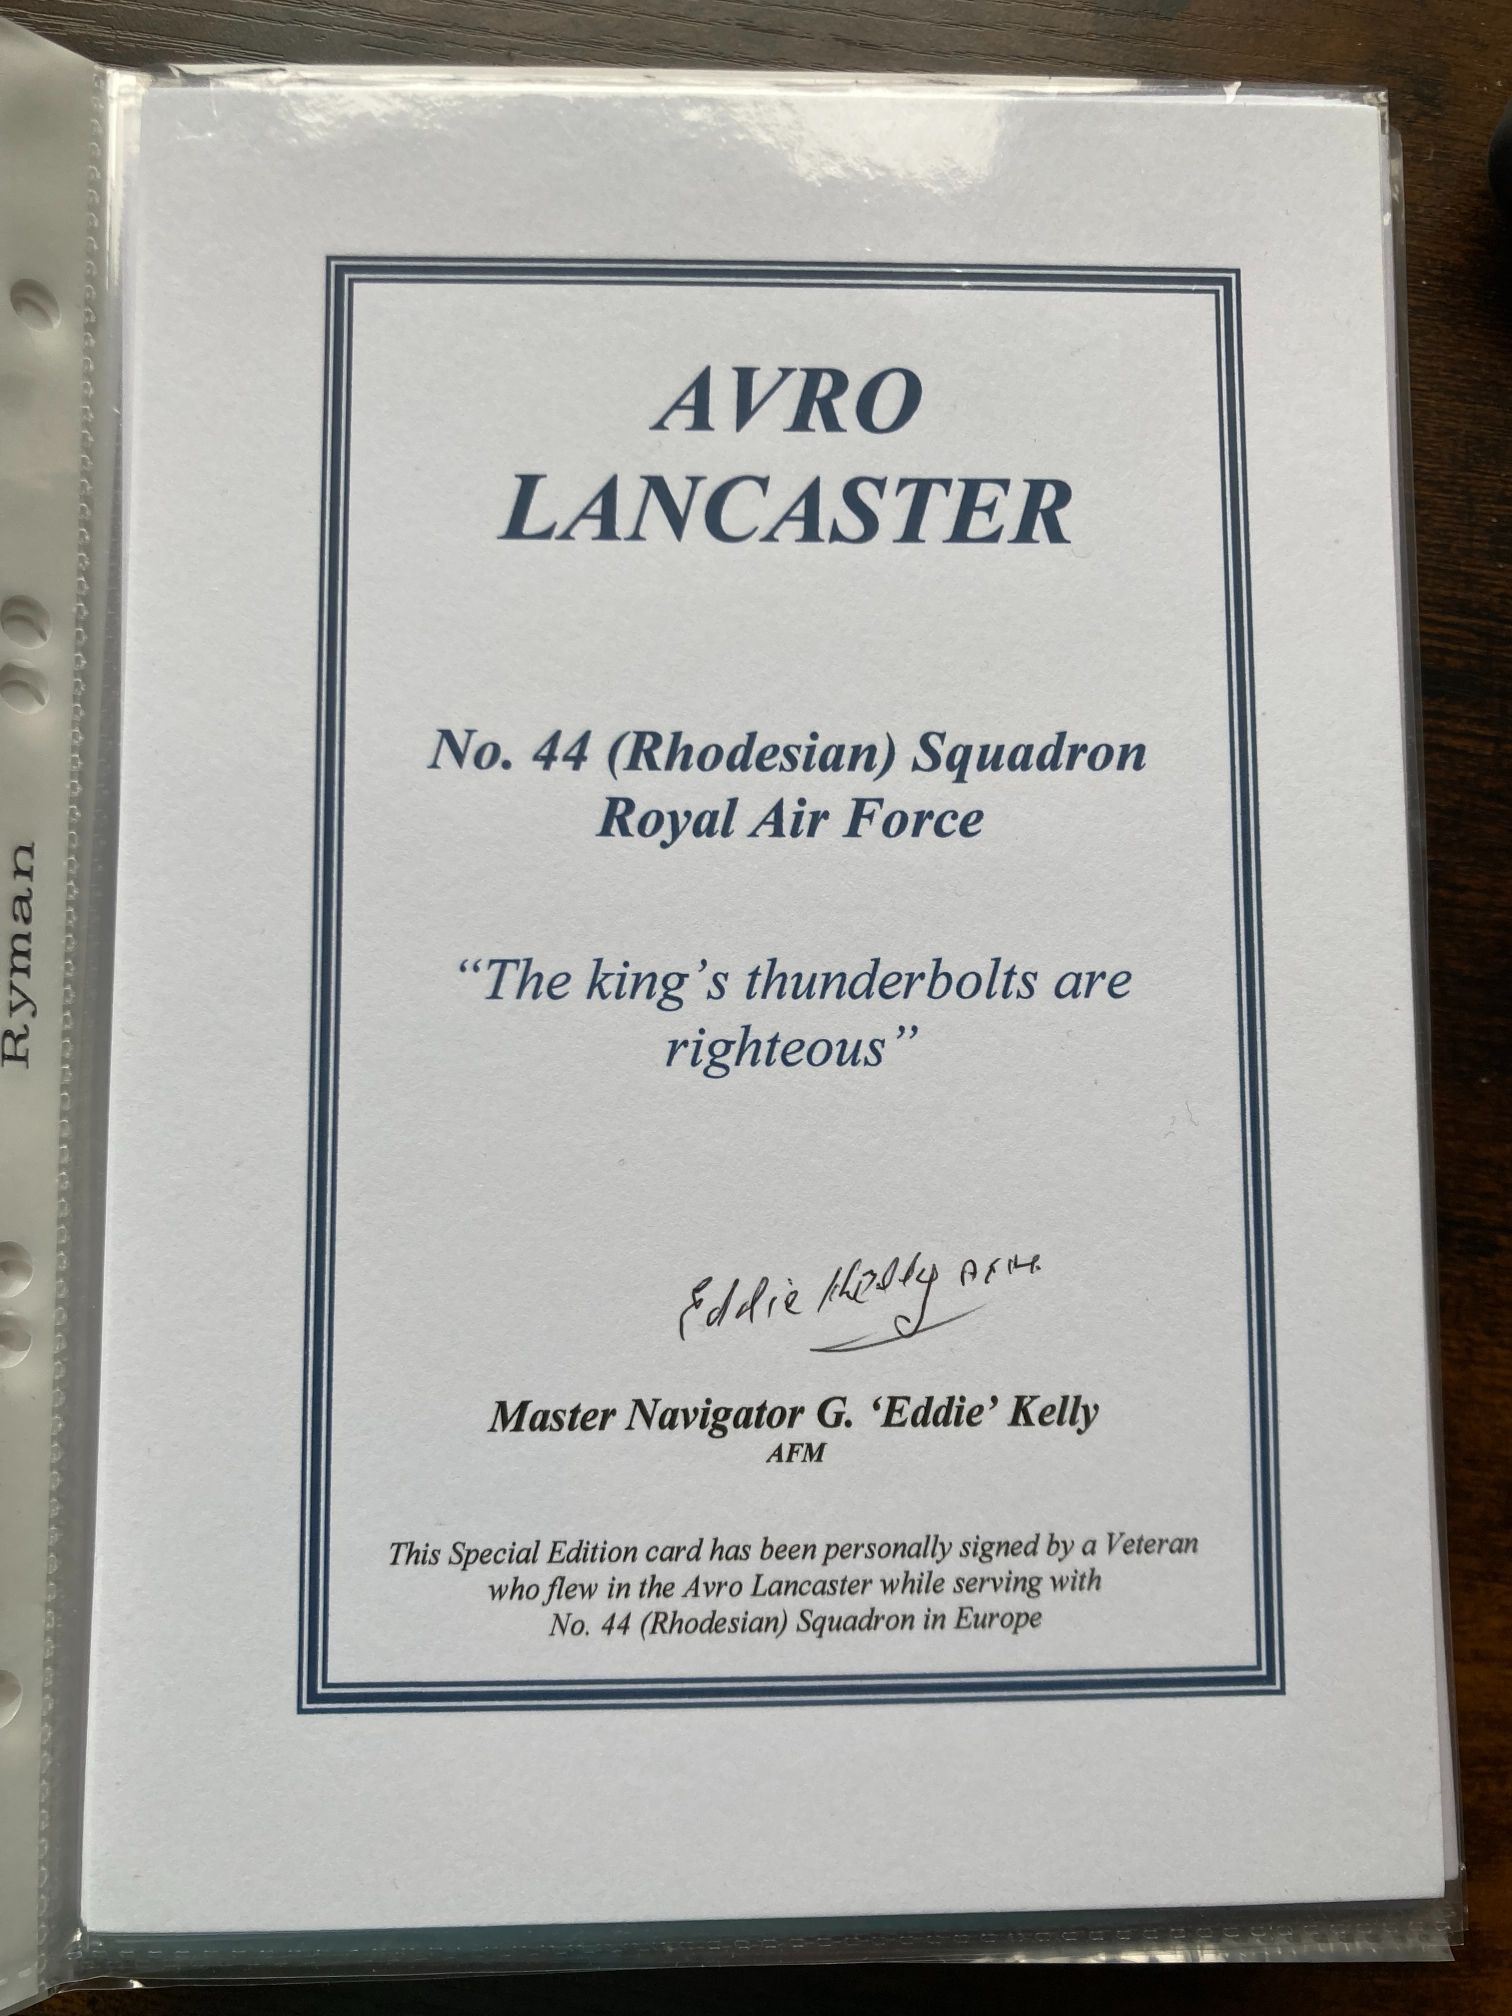 AVRO
LANCASTER
No. 44 (Rhodesian) Squadron
Royal Air Force
“The king’s thunderbolts are
righteous”
Eddie Kelly AFM.
Master Navigator G. ‘Eddie’ Kelly
AFM
This Special Edition card has been personally signed by a Veteran
who flew in the Avro Lancaster while serving with
No. 44 (Rhodesian) Squadron in Europe
Ryman